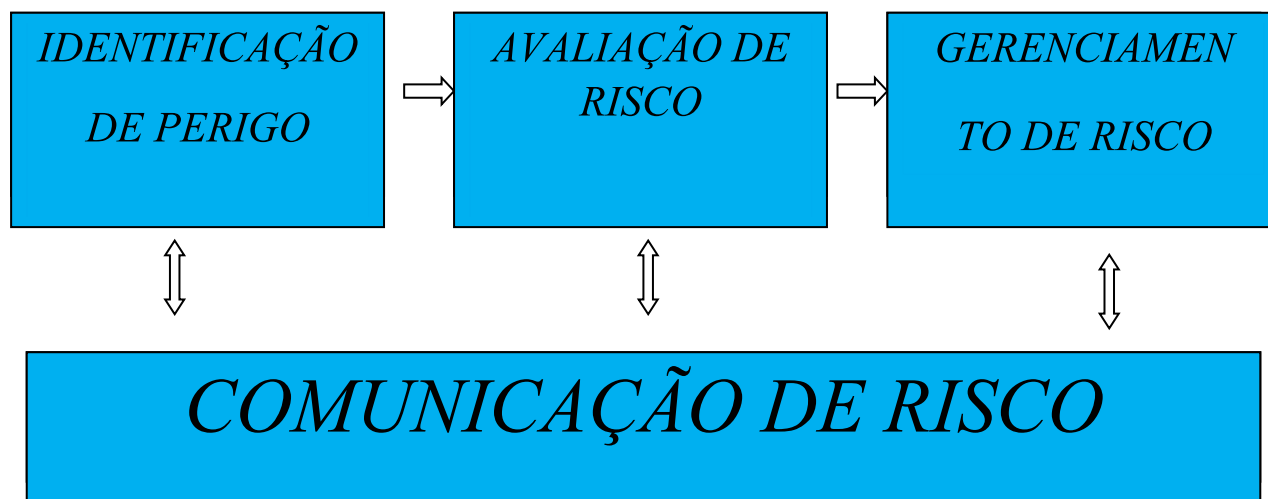 IDENTIFICAÇÃO
DE PERIGO
AVALIAÇÃO DE
RISCO
GERENCIAMEN
TO DE RISCO
COMUNICAÇÃO DE RISCO